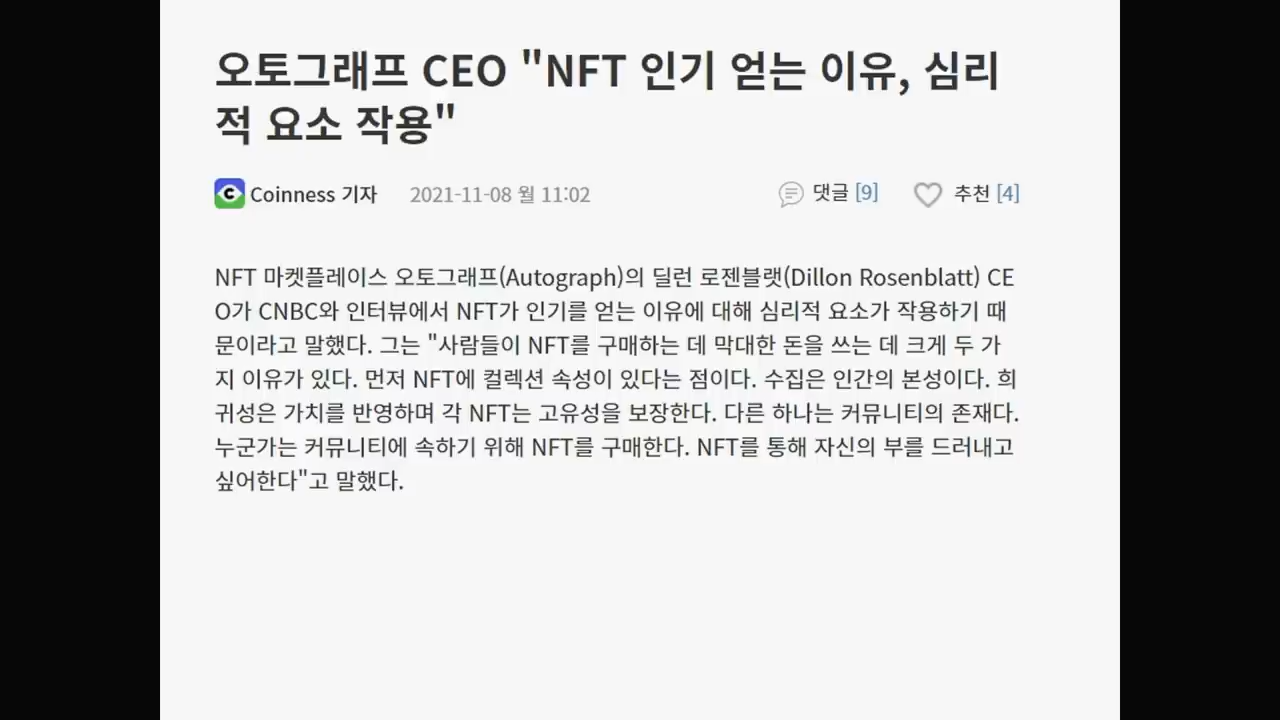 오토그래프 CEO "NFT 인기 얻는 이유, 심리
적 요소 작용"
Coinness 기자 2021-11-08 월 11:02 댓글 [9] 추천 [4]
NFT 마켓플레이스 오토그래프(Autograph)의 딜런 로젠블랫(Dillon Rosenblatt) CE
O가 CNBC와 인터뷰에서 NFT가 인기를 얻는 이유에 대해 심리적 요소가 작용하기 때
문이라고 말했다. 그는 "사람들이 NFT를 구매하는 데 막대한 돈을 쓰는 데 크게 두 가
지 이유가 있다. 먼저 NFT에 컬렉션 속성이 있다는 점이다. 수집은 인간의 본성이다. 희
귀성은 가치를 반영하며 각 NFT는 고유성을 보장한다. 다른 하나는 커뮤니티의 존재다.
누군가는 커뮤니티에 속하기 위해 NFT를 구매한다. NFT를 통해 자신의 부를 드러내고
싶어한다"고 말했다.